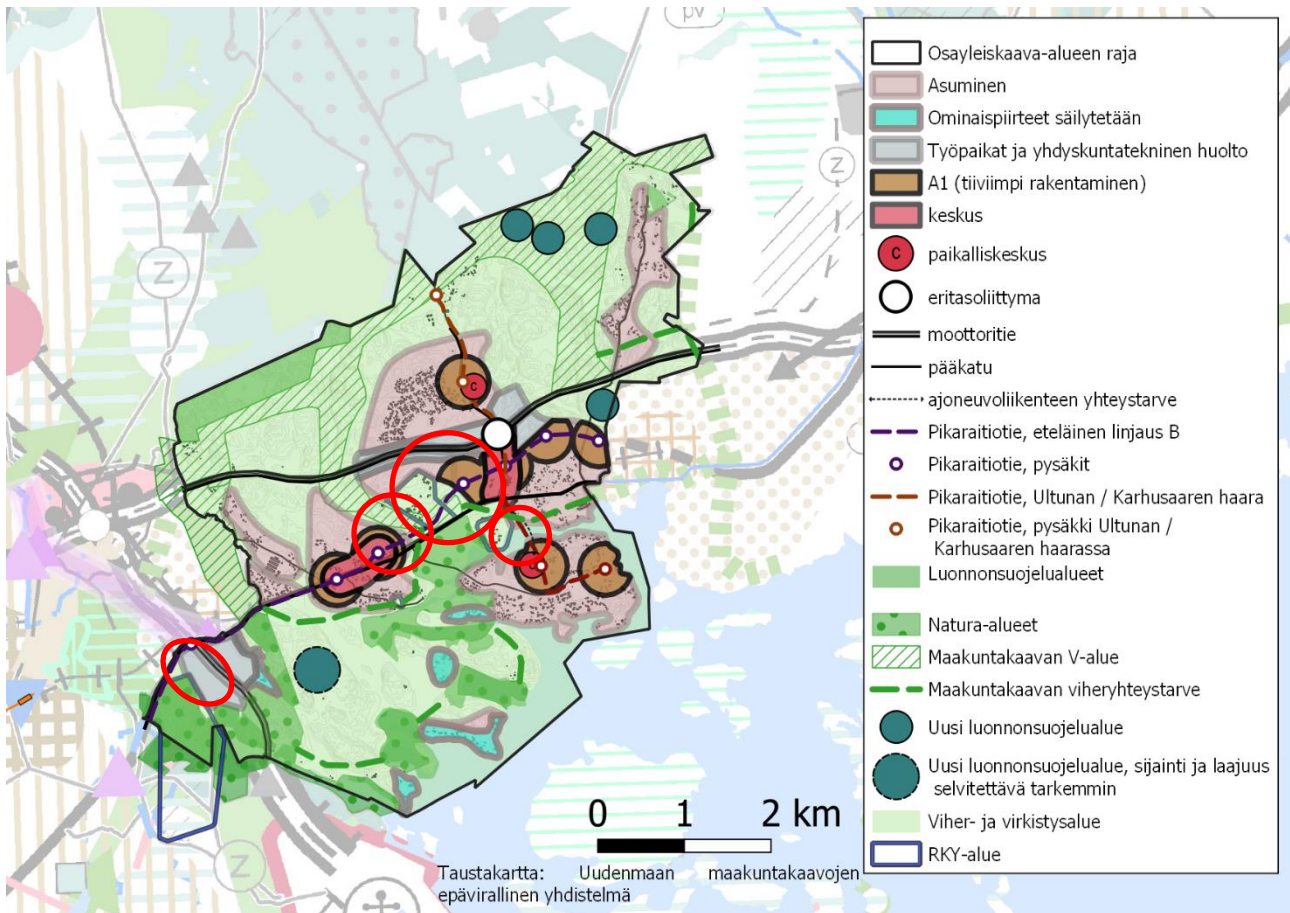 pv
Z
Z
Z
C
C
Osayleiskaava-alueen raja
Asuminen
Ominaispiirteet säilytetään
Työpaikat ja yhdyskuntatekninen huolto
A1 (tiiviimpi rakentaminen)
keskus
C
paikalliskeskus
eritasoliittymä
moottoritie
pääkatu
ajoneuvoliikenteen yhteystarve
Pikaraitiotie, eteläinen linjaus B
Pikaraitiotie, pysäkit
Pikaraitiotie, Ultunan / Karhusaaren haara
Pikaraitiotie, pysäkki Ultunan /
Karhusaaren haarassa
Luonnonsuojelualueet
Natura-alueet
Maakuntakaavan V-alue
Maakuntakaavan viheryhteystarve
Uusi luonnonsuojelualue
Uusi luonnonsuojelualue, sijainti ja laajuus
selvitettävä tarkemmin
Viher- ja virkistysalue
RKY-alue
0 1 2 km
Taustakartta: Uudenmaan maakuntakaavojen
epävirallinen yhdistelmä